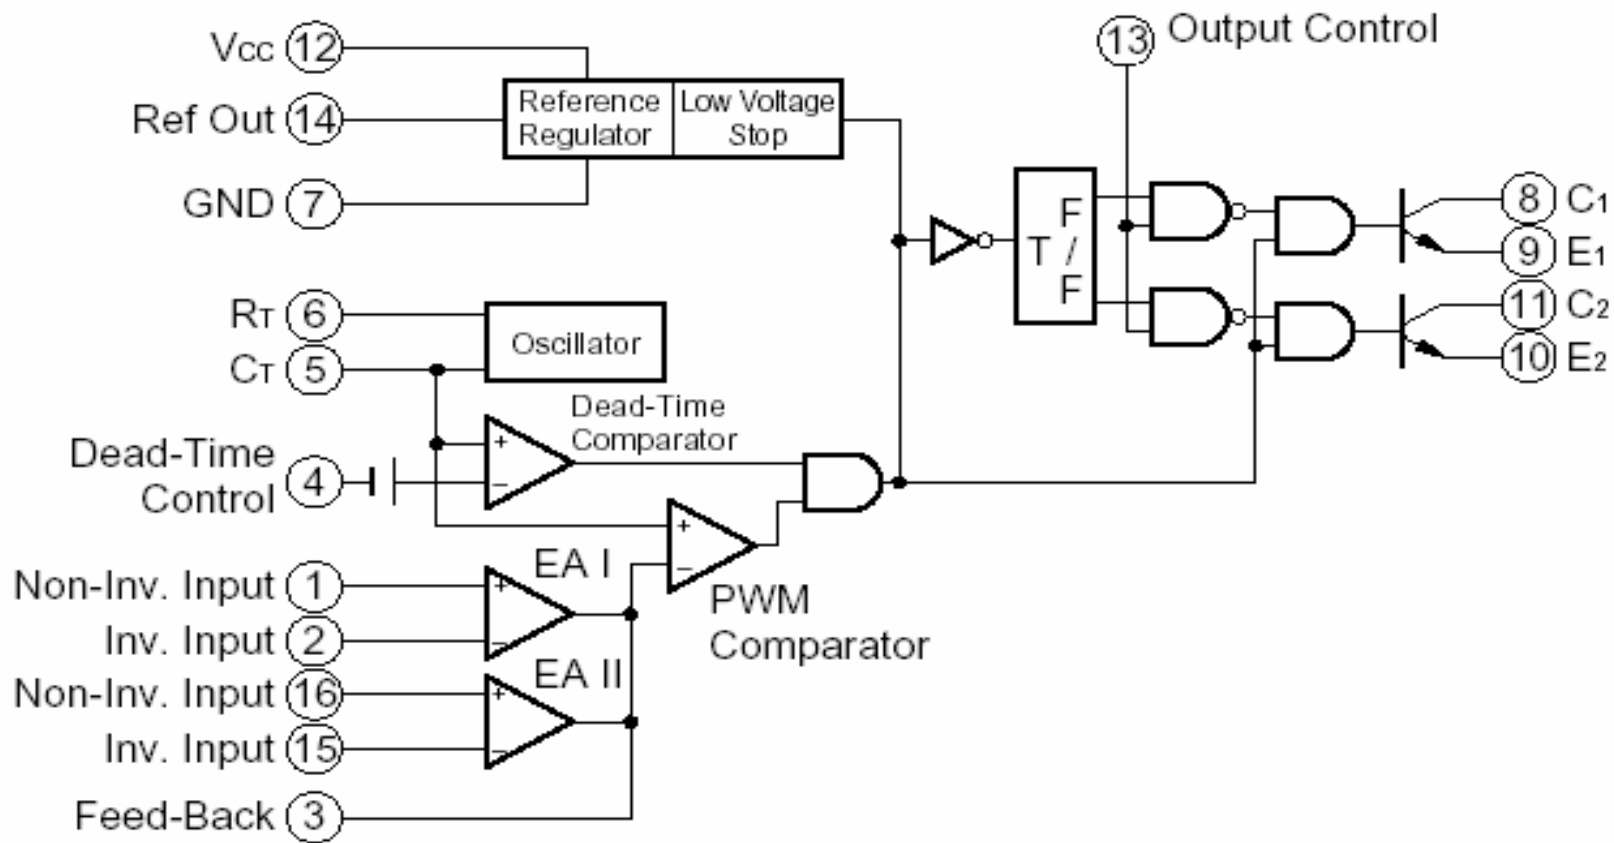 Vcc 12
Ref Out 14
GND 7
Reference
Regulator
Low Voltage
Stop
13 Output Control
T F/F
8 C1
9 E1
11 C2
10 E2
RT 6
CT 5
Oscillator
Dead-Time
Comparator
+
−
Dead-Time
Control 4
+
−
PWM
Comparator
EA I
Non-Inv. Input 1
+
Inv. Input 2
−
EA II
Non-Inv. Input 16
+
Inv. Input 15
−
Feed-Back 3